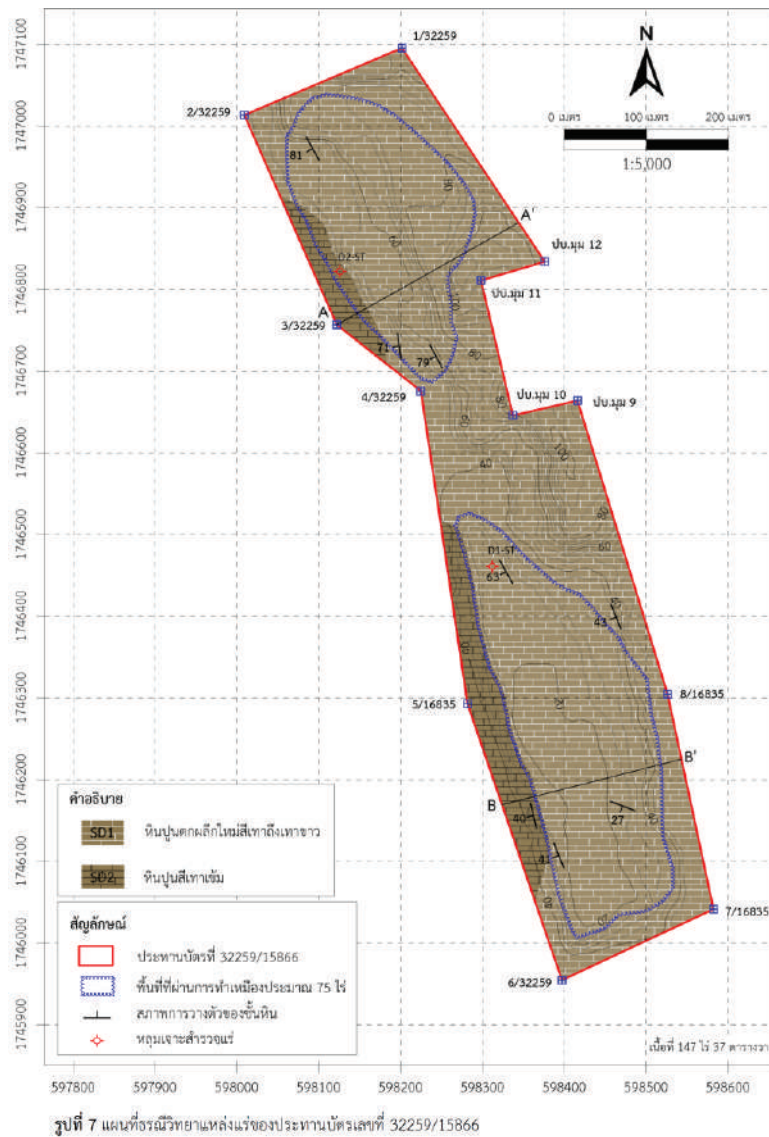 1/32259
N
1747100
2/32259
0 เมตร 100 เมตร 200 เมตร
1747000
1:5,000
81
80
1746900
A'
60
ปบ.มุม 12
D2-ST
1746800
ปบ.มุม 11
A
3/32259
71
79
80
1746700
4/32259
80
ปบ.มุม 10
ปบ.มุม 9
60
100
1746600
40
80
60
1746500
D1-ST
63
40
1746400
43
1746300
5/16835
8/16835
20
B'
1746200
คำอธิบาย
B
40
27
SD1 หินปูนตกผลึกใหม่สีเทาถึงเทาขาว
1746100
41
SD2 หินปูนสีเทาเข้ม
สัญลักษณ์
7/16835
1746000
ประทานบัตรที่ 32259/15866
พื้นที่ที่ผ่านการทำเหมืองประมาณ 75 ไร่
6/32259
สภาพการวางตัวของชั้นหิน
1745900
หลุมเจาะสำรวจแร่
เนื้อที่ 147 ไร่ 37 ตารางวา
597800 597900 598000 598100 598200 598300 598400 598500 598600
รูปที่ 7 แผนที่ธรณีวิทยาแหล่งแร่ของประทานบัตรเลขที่ 32259/15866